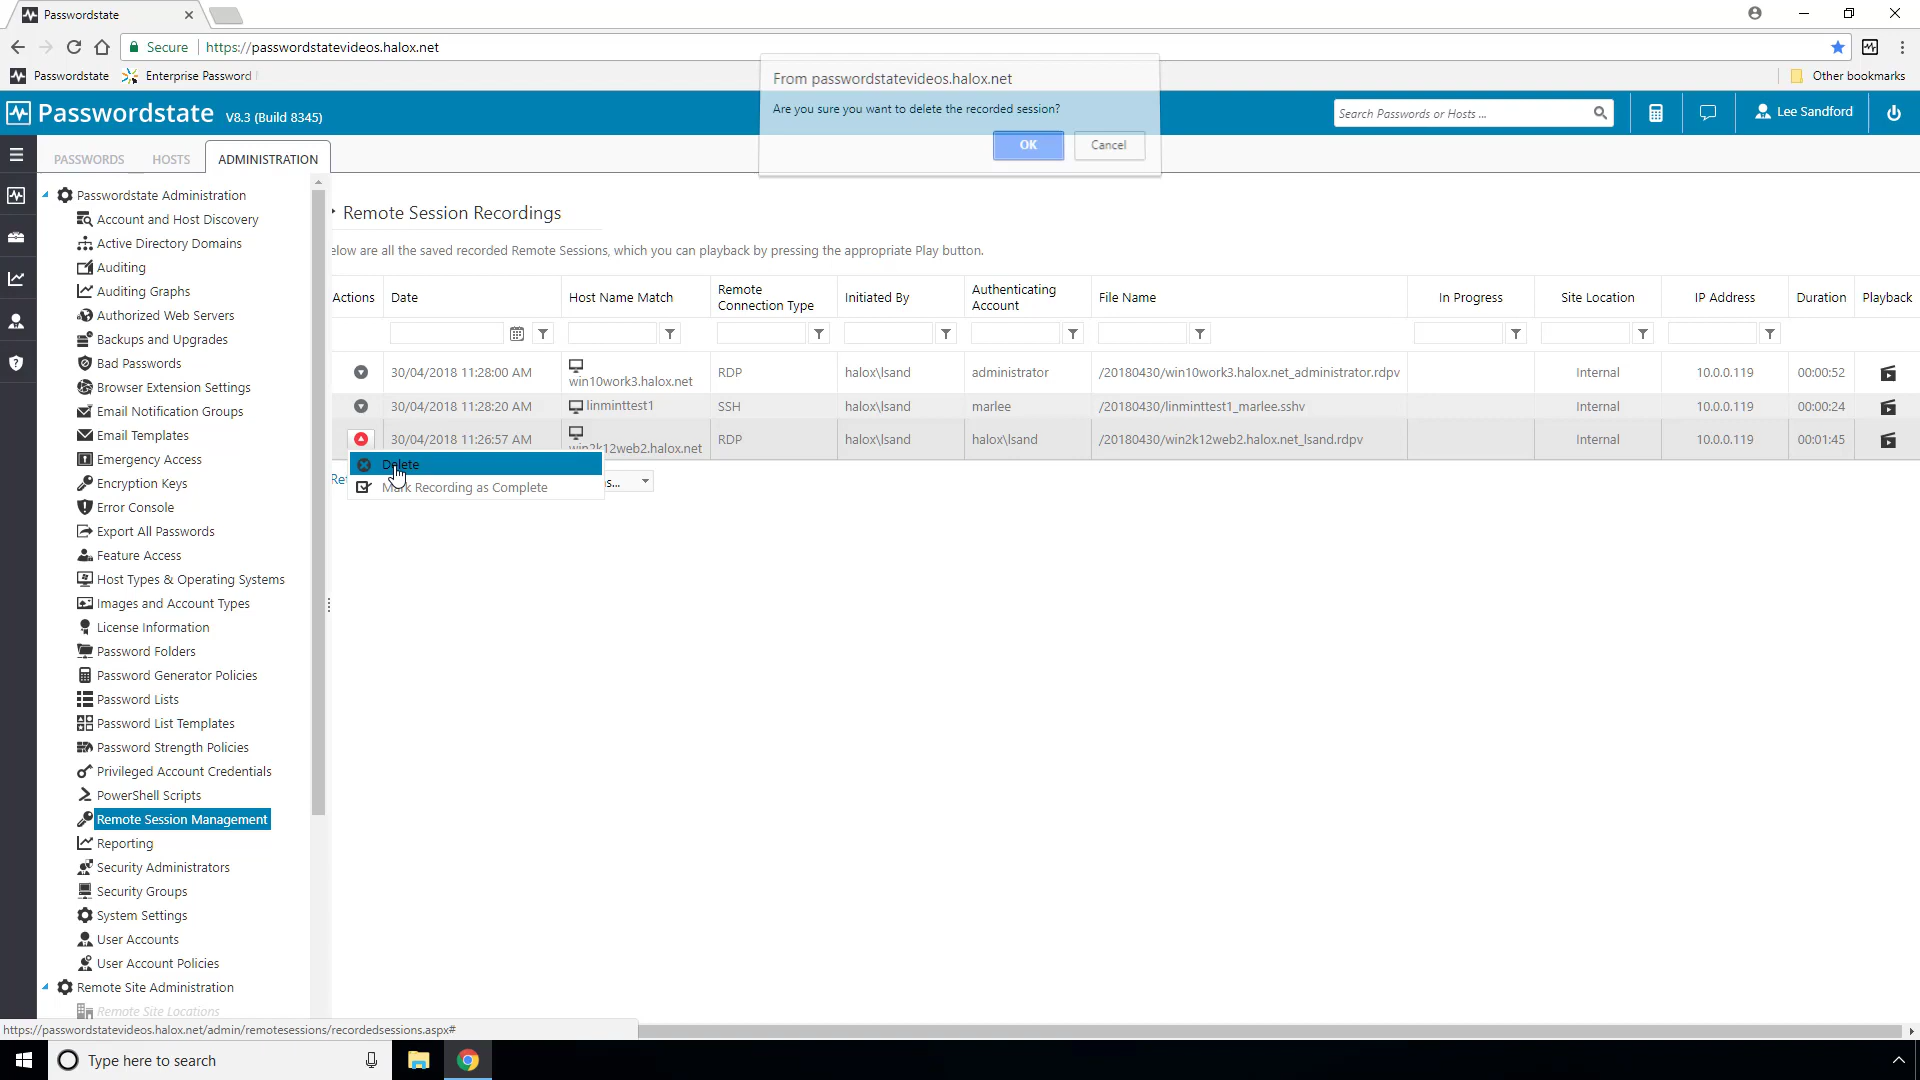 Passwordstate
Secure
https://passwordstatevideos.halox.net
Passwordstate
Enterprise Password
Other bookmarks
From passwordstatevideos.halox.net
Are you sure you want to delete the recorded session?
OK
Cancel
Passwordstate V8.3 (Build 8345)
Search Passwords or Hosts ...
Lee Sandford
PASSWORDS
HOSTS
ADMINISTRATION
Passwordstate Administration
Account and Host Discovery
Active Directory Domains
Auditing
Auditing Graphs
Authorized Web Servers
Backups and Upgrades
Bad Passwords
Browser Extension Settings
Email Notification Groups
Email Templates
Emergency Access
Encryption Keys
Error Console
Export All Passwords
Feature Access
Host Types & Operating Systems
Images and Account Types
License Information
Password Folders
Password Generator Policies
Password Lists
Password List Templates
Password Strength Policies
Privileged Account Credentials
PowerShell Scripts
Remote Session Management
Reporting
Security Administrators
Security Groups
System Settings
User Accounts
User Account Policies
Remote Site Administration
Remote Site Locations
Remote Session Recordings
elow are all the saved recorded Remote Sessions, which you can playback by pressing the appropriate Play button.
Actions
Date
Host Name Match
Remote
Connection Type
Initiated By
Authenticating
Account
File Name
In Progress
Site Location
IP Address
Duration
Playback
30/04/2018 11:28:00 AM
win10work3.halox.net
RDP
halox\lsand
administrator
/20180430/win10work3.halox.net_administrator.rdpv
Internal
10.0.0.119
00:00:52
30/04/2018 11:28:20 AM
linminttest1
SSH
halox\lsand
marlee
/20180430/linminttest1_marlee.sshv
Internal
10.0.0.119
00:00:24
30/04/2018 11:26:57 AM
win2k12web2.halox.net
RDP
halox\lsand
halox\lsand
/20180430/win2k12web2.halox.net_lsand.rdpv
Internal
10.0.0.119
00:01:45
Delete
Mark Recording as Complete
Ret
s...
https://passwordstatevideos.halox.net/admin/remotesessions/recordedsessions.aspx#
Type here to search